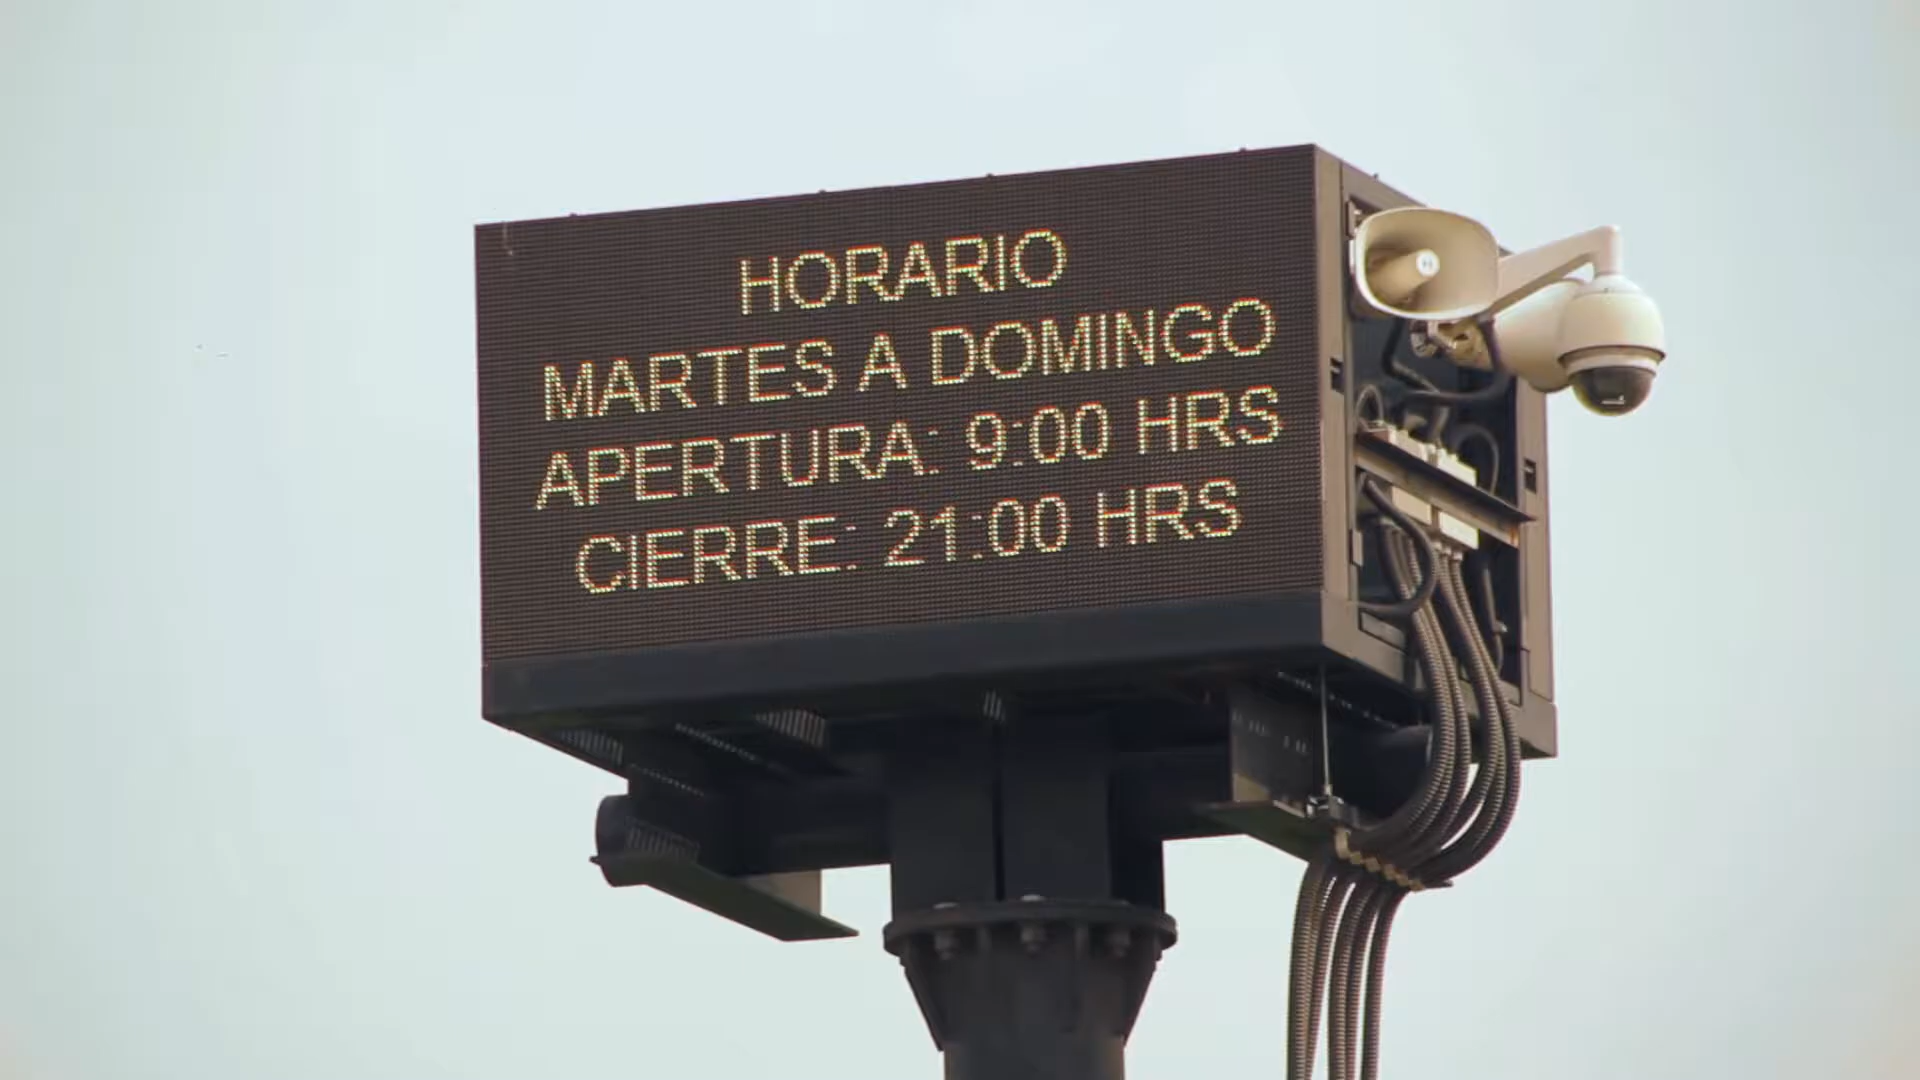 HORARIO
MARTES A DOMINGO
APERTURA: 9:00 HRS
CIERRE: 21:00 HRS